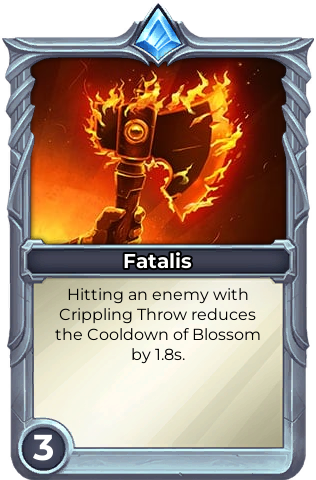 Fatalis
Hitting an enemy with
Crippling Throw reduces
the Cooldown of Blossom
by 1.8s.
3